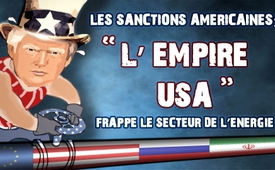 LES SANCTIONS AMERICAINES;
"L'EMPIRE
USA"
FRAPPE LE SECTEUR DE L'ENERGIE